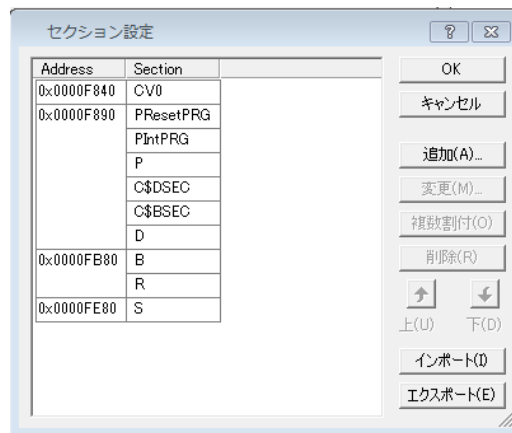 セクション設定
Address Section
0x0000F840 CV0
0x0000F890 PResetPRG
PIntPRG
P
C$DSEC
C$BSEC
D
0x0000FB80 B
R
0x0000FE80 S
OK
キャンセル
追加(A)...
変更(M)...
複数割付(O)
削除(R)
上(U) 下(D)
インポート(I)
エクスポート(E)